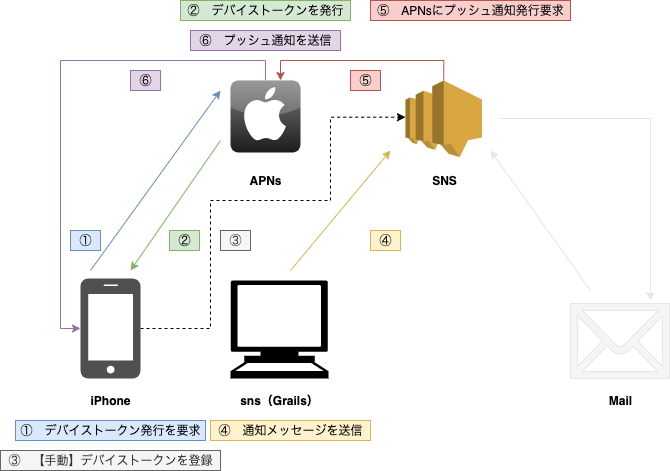 ② デバイストークンを発行
⑤ APNsにプッシュ通知発行要求
⑥ プッシュ通知を送信
⑥
⑤
APNs
SNS
①
②
③
④
iPhone
sns（Grails）
Mail
① デバイストークン発行を要求
④ 通知メッセージを送信
③ 【手動】デバイストークンを登録